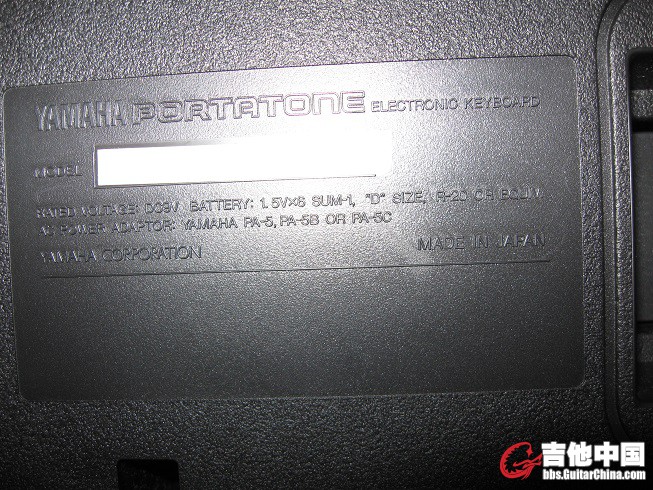 YAMAHA PORTATONE ELECTRONIC KEYBOARD
MODEL
RATED VOLTAGE: DC9V BATTERY: 1.5V×6 SUM-1, "D" SIZE, R-20 OR EQUIV.
AC POWER ADAPTOR: YAMAHA PA-5, PA-5B OR PA-5C
YAMAHA CORPORATION MADE IN JAPAN
吉他中国
bbs.GuitarChina.com